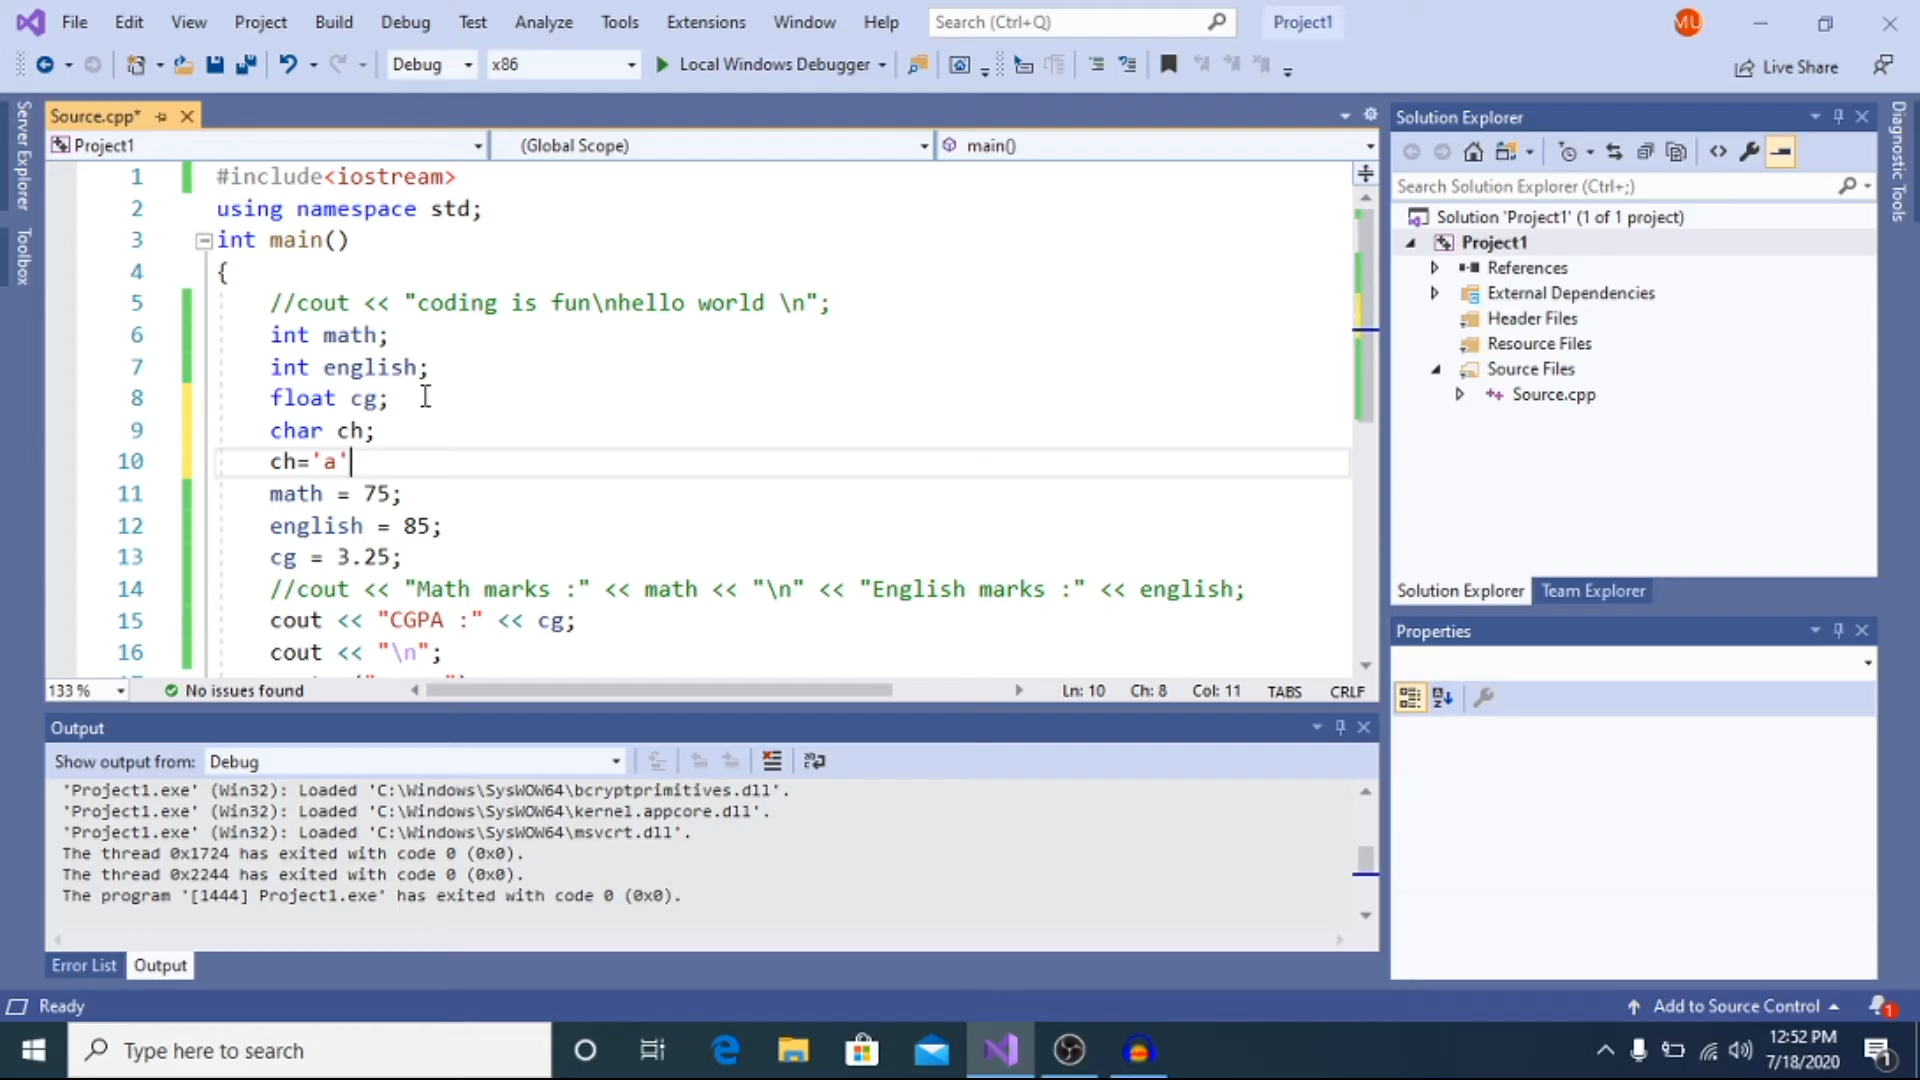 File Edit View Project Build Debug Test Analyze Tools Extensions Window Help Search (Ctrl+Q) Project1 MU
Debug x86 Local Windows Debugger Live Share
Server Explorer
Toolbox
Source.cpp*
Project1 (Global Scope) main()
1 #include<iostream>
2 using namespace std;
3 int main()
4 {
5 //cout << "coding is fun\nhello world \n";
6 int math;
7 int english;
8 float cg;
9 char ch;
10 ch='a'
11 math = 75;
12 english = 85;
13 cg = 3.25;
14 //cout << "Math marks :" << math << "\n" << "English marks :" << english;
15 cout << "CGPA :" << cg;
16 cout << "\n";
133 % No issues found Ln: 10 Ch: 8 Col: 11 TABS CRLF
Output
Show output from: Debug
'Project1.exe' (Win32): Loaded 'C:\Windows\SysWOW64\bcryptprimitives.dll'.
'Project1.exe' (Win32): Loaded 'C:\Windows\SysWOW64\kernel.appcore.dll'.
'Project1.exe' (Win32): Loaded 'C:\Windows\SysWOW64\msvcrt.dll'.
The thread 0x1724 has exited with code 0 (0x0).
The thread 0x2244 has exited with code 0 (0x0).
The program '[1444] Project1.exe' has exited with code 0 (0x0).
Error List Output
Solution Explorer
Search Solution Explorer (Ctrl+;)
Solution 'Project1' (1 of 1 project)
Project1
References
External Dependencies
Header Files
Resource Files
Source Files
Source.cpp
Solution Explorer Team Explorer
Properties
Diagnostic Tools
Ready Add to Source Control 1
Type here to search
12:52 PM
7/18/2020
1